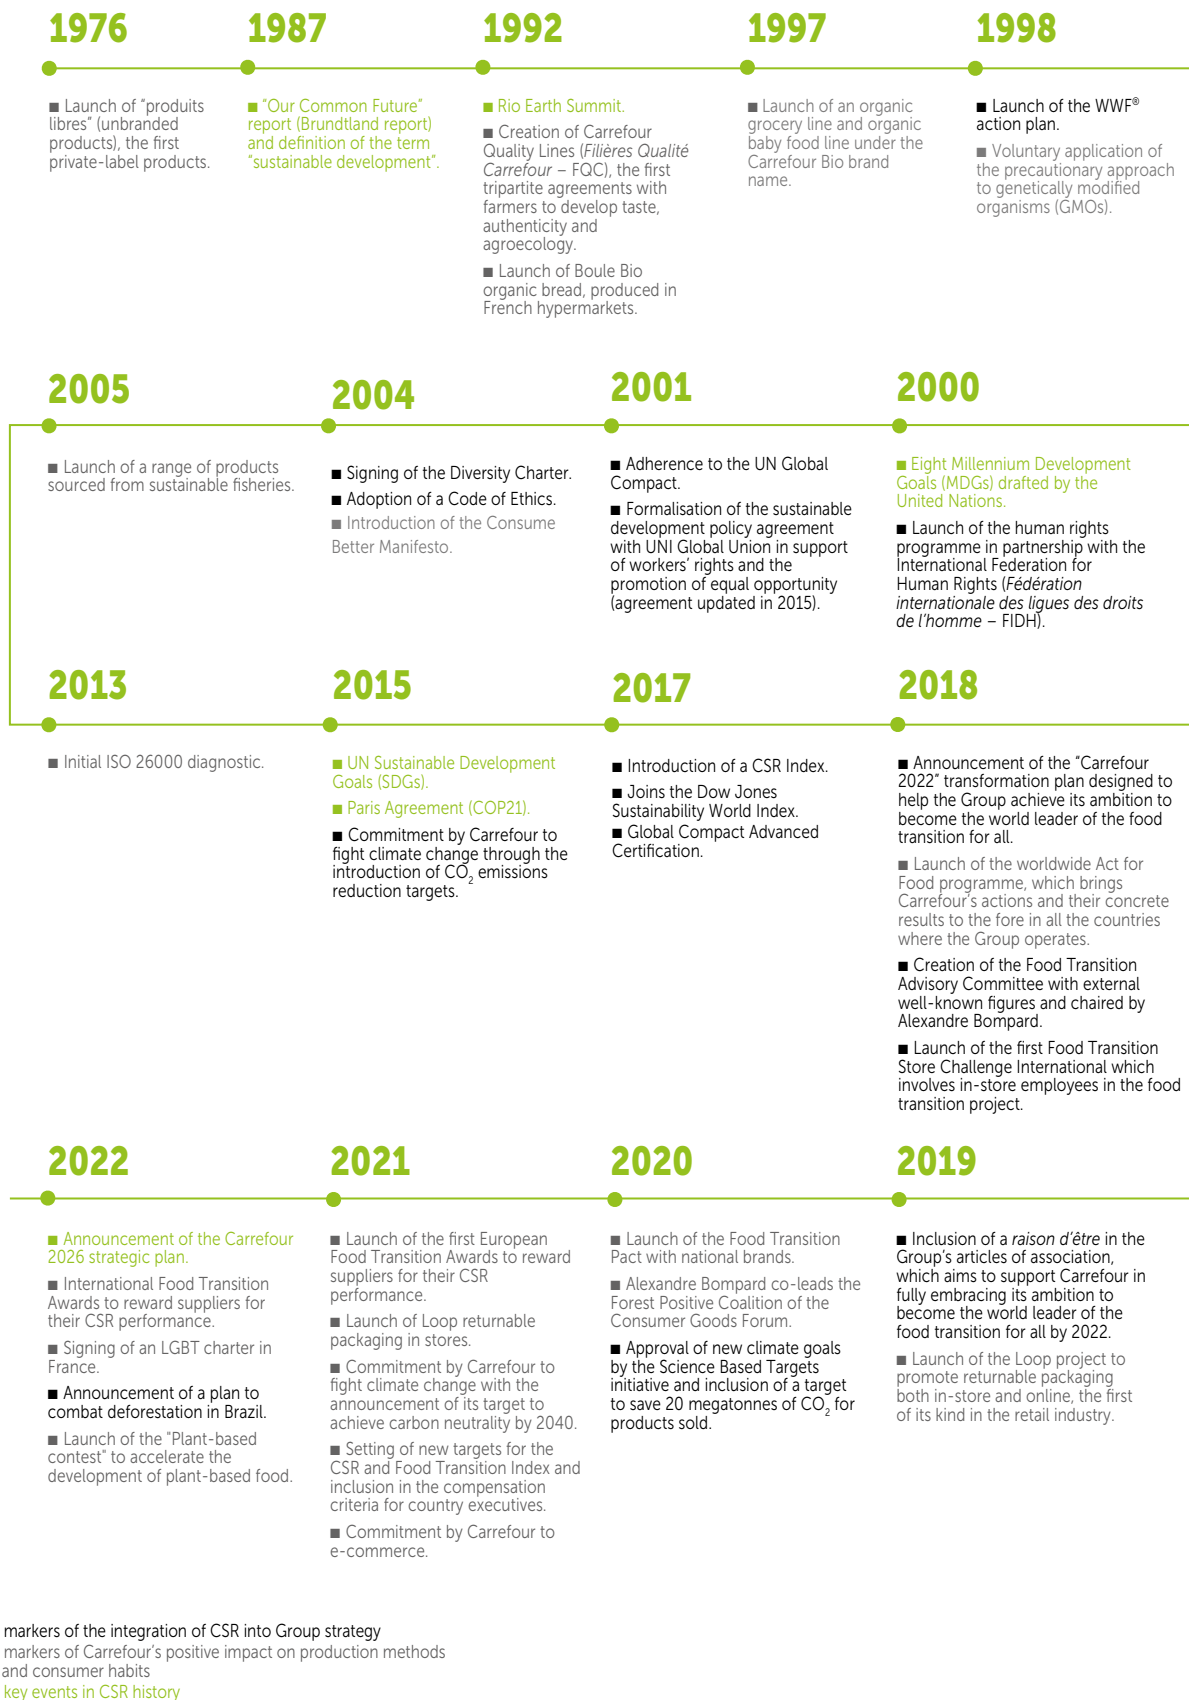 1976
■ Launch of “produits
libres” (unbranded
products), the first
private-label products.
1987
■ “Our Common Future”
report (Brundtland report)
and definition of the term
“sustainable development”.
1992
■ Rio Earth Summit.
■ Creation of Carrefour
Quality Lines (Filières Qualité
Carrefour – FQC), the first
tripartite agreements with
farmers to develop taste,
authenticity and
agroecology.
■ Launch of Boule Bio
organic bread, produced in
French hypermarkets.
1997
■ Launch of an organic
grocery line and organic
baby food line under the
Carrefour Bio brand
name.
1998
■ Launch of the WWF®
action plan.
■ Voluntary application of
the precautionary approach
to genetically modified
organisms (GMOs).
2005
■ Launch of a range of products
sourced from sustainable fisheries.
2004
■ Signing of the Diversity Charter.
■ Adoption of a Code of Ethics.
■ Introduction of the Consume
Better Manifesto.
2001
■ Adherence to the UN Global
Compact.
■ Formalisation of the sustainable
development policy agreement
with UNI Global Union in support
of workers’ rights and the
promotion of equal opportunity
(agreement updated in 2015).
2000
■ Eight Millennium Development
Goals (MDGs) drafted by the
United Nations.
■ Launch of the human rights
programme in partnership with the
International Federation for
Human Rights (Fédération
internationale des ligues des droits
de l’homme – FIDH).
2013
■ Initial ISO 26000 diagnostic.
2015
■ UN Sustainable Development
Goals (SDGs).
■ Paris Agreement (COP21).
■ Commitment by Carrefour to
fight climate change through the
introduction of CO2 emissions
reduction targets.
2017
■ Introduction of a CSR Index.
■ Joins the Dow Jones
Sustainability World Index.
■ Global Compact Advanced
Certification.
2018
■ Announcement of the “Carrefour
2022” transformation plan designed to
help the Group achieve its ambition to
become the world leader of the food
transition for all.
■ Launch of the worldwide Act for
Food programme, which brings
Carrefour’s actions and their concrete
results to the fore in all the countries
where the Group operates.
■ Creation of the Food Transition
Advisory Committee with external
well-known figures and chaired by
Alexandre Bompard.
■ Launch of the first Food Transition
Store Challenge International which
involves in-store employees in the food
transition project.
2022
■ Announcement of the Carrefour
2026 strategic plan.
■ International Food Transition
Awards to reward suppliers for
their CSR performance.
■ Signing of an LGBT charter in
France.
■ Announcement of a plan to
combat deforestation in Brazil.
■ Launch of the "Plant-based
contest" to accelerate the
development of plant-based food.
2021
■ Launch of the first European
Food Transition Awards to reward
suppliers for their CSR
performance.
■ Launch of Loop returnable
packaging in stores.
■ Commitment by Carrefour to
fight climate change with the
announcement of its target to
achieve carbon neutrality by 2040.
■ Setting of new targets for the
CSR and Food Transition Index and
inclusion in the compensation
criteria for country executives.
■ Commitment by Carrefour to
e-commerce.
2020
■ Launch of the Food Transition
Pact with national brands.
■ Alexandre Bompard co-leads the
Forest Positive Coalition of the
Consumer Goods Forum.
■ Approval of new climate goals
by the Science Based Targets
initiative and inclusion of a target
to save 20 megatonnes of CO2 for
products sold.
2019
■ Inclusion of a raison d’être in the
Group’s articles of association,
which aims to support Carrefour in
fully embracing its ambition to
become the world leader of the
food transition for all by 2022.
■ Launch of the Loop project to
promote returnable packaging
both in-store and online, the first
of its kind in the retail industry.
markers of the integration of CSR into Group strategy
markers of Carrefour’s positive impact on production methods
and consumer habits
key events in CSR history